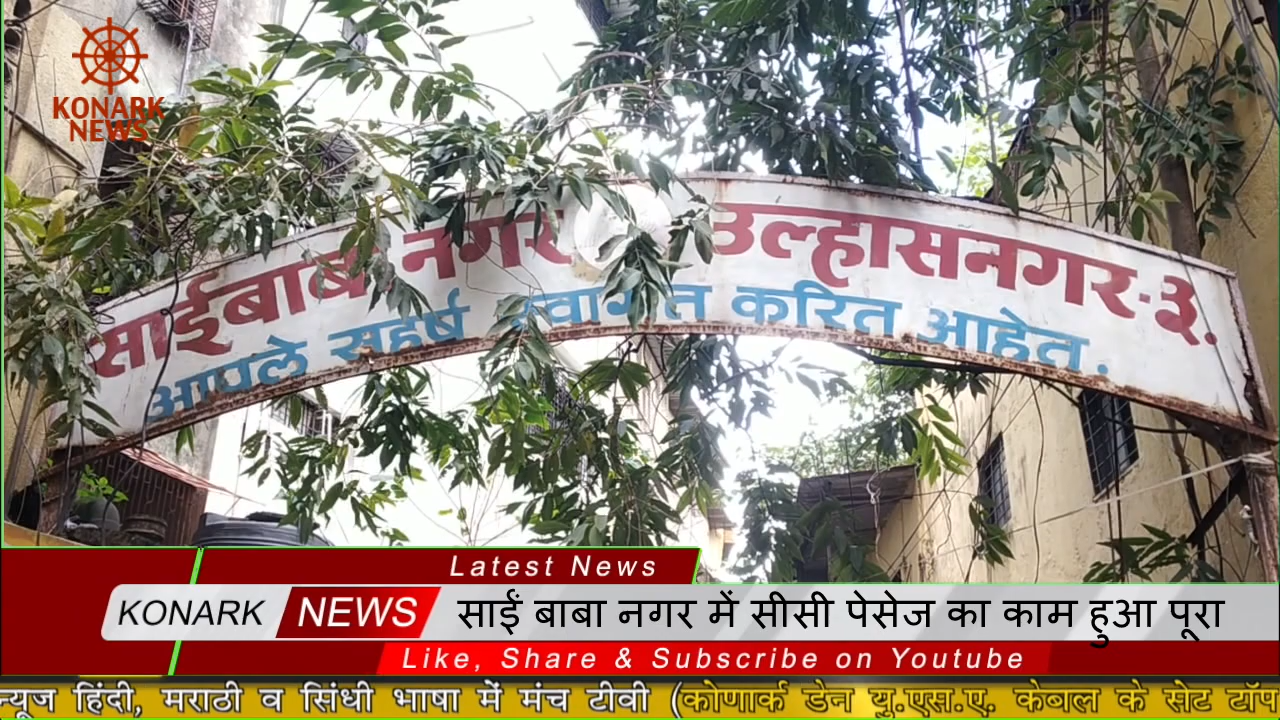 KONARK
NEWS
साईबाबा नगर उल्हासनगर-३.
आपले सहर्ष स्वागत करित आहेत.
Latest News
KONARK NEWS साईं बाबा नगर में सीसी पेसेज का काम हुआ पूरा
Like, Share & Subscribe on Youtube
न्यूज हिंदी, मराठी व सिंधी भाषा में मंच टीवी (कोणार्क डेन यु.एस.ए. केबल के सेट टॉप